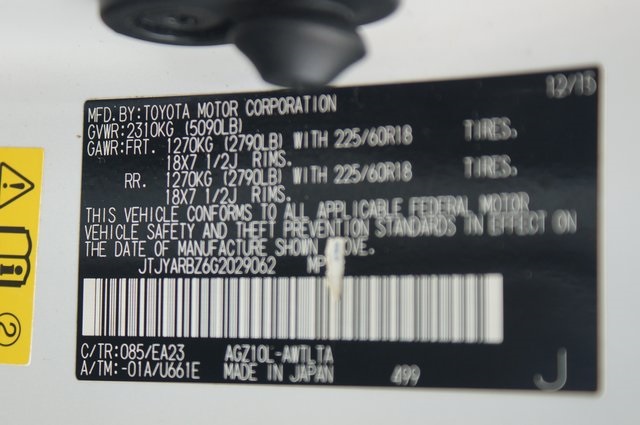 12/15
MFD.BY:TOYOTA MOTOR CORPORATION
GVWR:2310KG (5090LB)
GAWR:FRT. 1270KG (2790LB) WITH 225/60R18 TIRES.
18X7 1/2J RIMS.
RR. 1270KG (2790LB) WITH 225/60R18 TIRES.
18X7 1/2J RIMS.
THIS VEHICLE CONFORMS TO ALL APPLICABLE FEDERAL MOTOR
VEHICLE SAFETY AND THEFT PREVENTION STANDARDS IN EFFECT ON
THE DATE OF MANUFACTURE SHOWN ABOVE.
JTJYARBZ6G2029062 MP
C/TR:085/EA23 AGZ10L-AWTLTA
A/TM:-01A/U661E MADE IN JAPAN 499
J
2